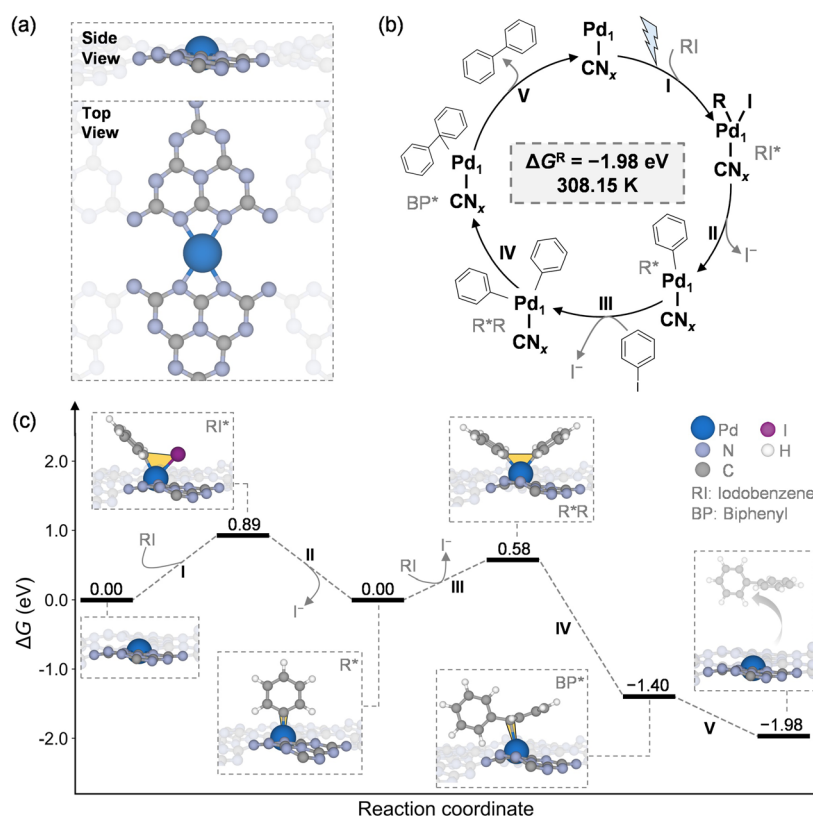 (a)
Side
View
Top
View
(b)
Pd₁
CNₓ
RI
I
R
I
Pd₁
CNₓ
RI*
II
I⁻
R*
Pd₁
CNₓ
III
I⁻
I
R*R
Pd₁
CNₓ
IV
BP*
Pd₁
CNₓ
V
ΔGᴿ = −1.98 eV
308.15 K
(c)
ΔG (eV)
2.0
1.0
0.0
-1.0
-2.0
0.00
RI
I
RI*
0.89
II
I⁻
R*
0.00
RI
I⁻
III
R*R
0.58
IV
BP*
−1.40
V
−1.98
Pd
I
N
H
C
RI: Iodobenzene
BP: Biphenyl
Reaction coordinate